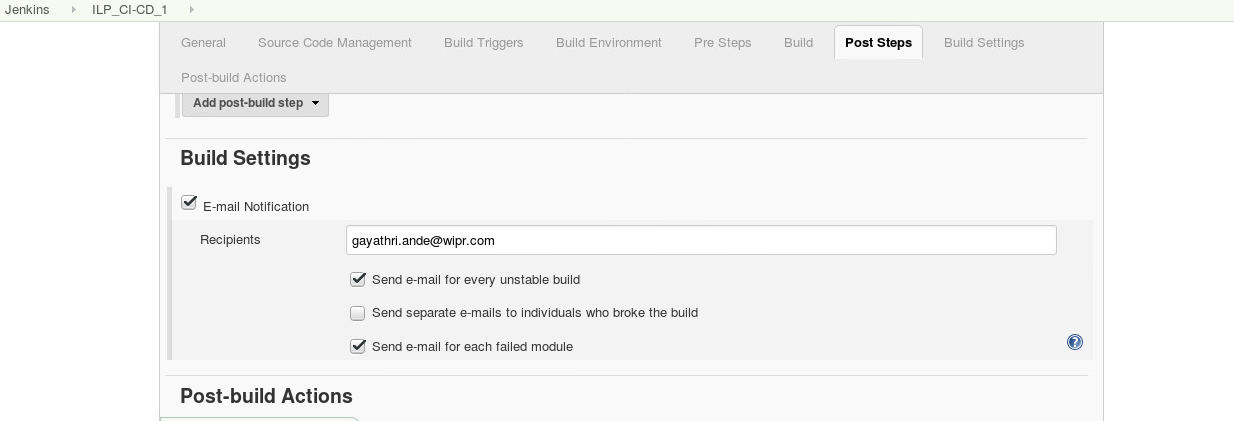 Jenkins ILP_CI-CD_1
General Source Code Management Build Triggers Build Environment Pre Steps Build Post Steps Build Settings
Post-build Actions
Add post-build step
Build Settings
E-mail Notification
Recipients gayathri.ande@wipr.com
Send e-mail for every unstable build
Send separate e-mails to individuals who broke the build
Send e-mail for each failed module
?
Post-build Actions